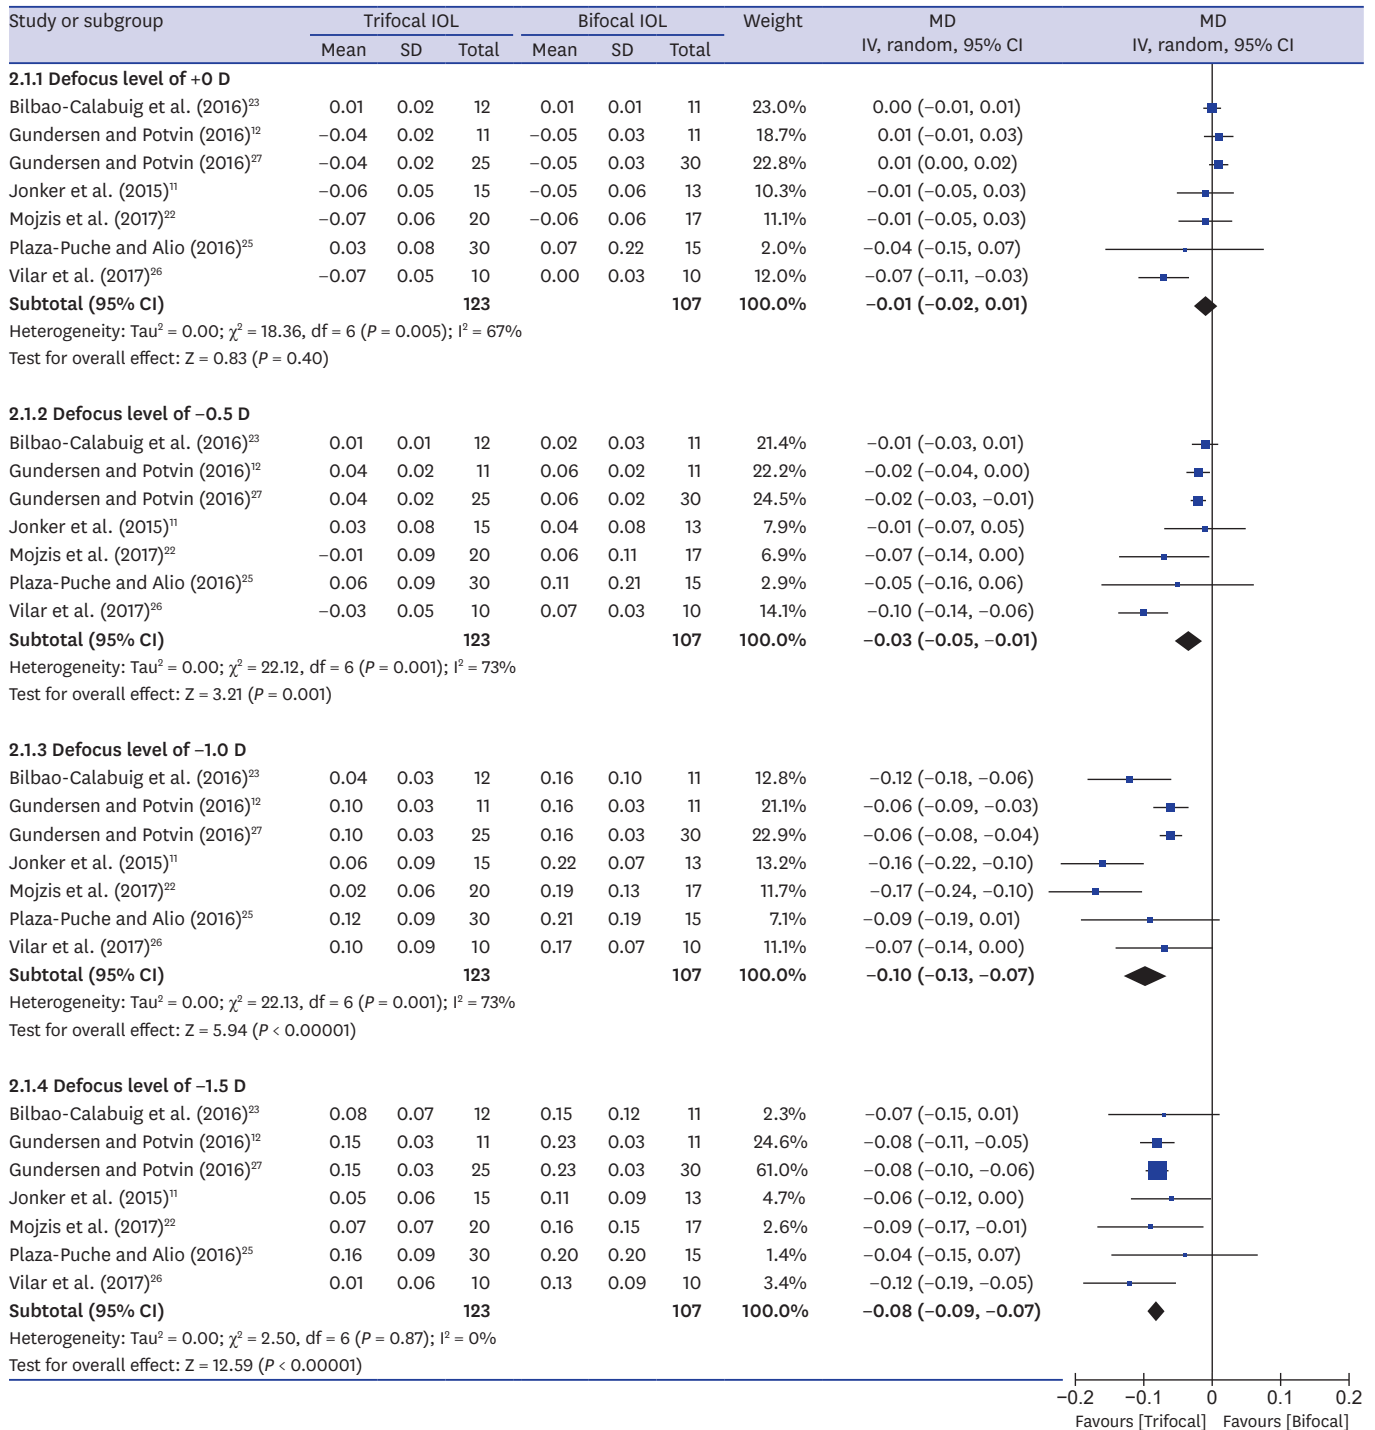 Study or subgroup Trifocal IOL Bifocal IOL Weight MD MD
Mean SD Total Mean SD Total IV, random, 95% CI IV, random, 95% CI
2.1.1 Defocus level of +0 D
Bilbao-Calabuig et al. (2016)²³ 0.01 0.02 12 0.01 0.01 11 23.0% 0.00 (−0.01, 0.01)
Gundersen and Potvin (2016)¹² −0.04 0.02 11 −0.05 0.03 11 18.7% 0.01 (−0.01, 0.03)
Gundersen and Potvin (2016)²⁷ −0.04 0.02 25 −0.05 0.03 30 22.8% 0.01 (0.00, 0.02)
Jonker et al. (2015)¹¹ −0.06 0.05 15 −0.05 0.06 13 10.3% −0.01 (−0.05, 0.03)
Mojzis et al. (2017)²² −0.07 0.06 20 −0.06 0.06 17 11.1% −0.01 (−0.05, 0.03)
Plaza-Puche and Alio (2016)²⁵ 0.03 0.08 30 0.07 0.22 15 2.0% −0.04 (−0.15, 0.07)
Vilar et al. (2017)²⁶ −0.07 0.05 10 0.00 0.03 10 12.0% −0.07 (−0.11, −0.03)
Subtotal (95% CI) 123 107 100.0% −0.01 (−0.02, 0.01)
Heterogeneity: Tau² = 0.00; χ² = 18.36, df = 6 (P = 0.005); I² = 67%
Test for overall effect: Z = 0.83 (P = 0.40)
2.1.2 Defocus level of −0.5 D
Bilbao-Calabuig et al. (2016)²³ 0.01 0.01 12 0.02 0.03 11 21.4% −0.01 (−0.03, 0.01)
Gundersen and Potvin (2016)¹² 0.04 0.02 11 0.06 0.02 11 22.2% −0.02 (−0.04, 0.00)
Gundersen and Potvin (2016)²⁷ 0.04 0.02 25 0.06 0.02 30 24.5% −0.02 (−0.03, −0.01)
Jonker et al. (2015)¹¹ 0.03 0.08 15 0.04 0.08 13 7.9% −0.01 (−0.07, 0.05)
Mojzis et al. (2017)²² −0.01 0.09 20 0.06 0.11 17 6.9% −0.07 (−0.14, 0.00)
Plaza-Puche and Alio (2016)²⁵ 0.06 0.09 30 0.11 0.21 15 2.9% −0.05 (−0.16, 0.06)
Vilar et al. (2017)²⁶ −0.03 0.05 10 0.07 0.03 10 14.1% −0.10 (−0.14, −0.06)
Subtotal (95% CI) 123 107 100.0% −0.03 (−0.05, −0.01)
Heterogeneity: Tau² = 0.00; χ² = 22.12, df = 6 (P = 0.001); I² = 73%
Test for overall effect: Z = 3.21 (P = 0.001)
2.1.3 Defocus level of −1.0 D
Bilbao-Calabuig et al. (2016)²³ 0.04 0.03 12 0.16 0.10 11 12.8% −0.12 (−0.18, −0.06)
Gundersen and Potvin (2016)¹² 0.10 0.03 11 0.16 0.03 11 21.1% −0.06 (−0.09, −0.03)
Gundersen and Potvin (2016)²⁷ 0.10 0.03 25 0.16 0.03 30 22.9% −0.06 (−0.08, −0.04)
Jonker et al. (2015)¹¹ 0.06 0.09 15 0.22 0.07 13 13.2% −0.16 (−0.22, −0.10)
Mojzis et al. (2017)²² 0.02 0.06 20 0.19 0.13 17 11.7% −0.17 (−0.24, −0.10)
Plaza-Puche and Alio (2016)²⁵ 0.12 0.09 30 0.21 0.19 15 7.1% −0.09 (−0.19, 0.01)
Vilar et al. (2017)²⁶ 0.10 0.09 10 0.17 0.07 10 11.1% −0.07 (−0.14, 0.00)
Subtotal (95% CI) 123 107 100.0% −0.10 (−0.13, −0.07)
Heterogeneity: Tau² = 0.00; χ² = 22.13, df = 6 (P = 0.001); I² = 73%
Test for overall effect: Z = 5.94 (P < 0.00001)
2.1.4 Defocus level of −1.5 D
Bilbao-Calabuig et al. (2016)²³ 0.08 0.07 12 0.15 0.12 11 2.3% −0.07 (−0.15, 0.01)
Gundersen and Potvin (2016)¹² 0.15 0.03 11 0.23 0.03 11 24.6% −0.08 (−0.11, −0.05)
Gundersen and Potvin (2016)²⁷ 0.15 0.03 25 0.23 0.03 30 61.0% −0.08 (−0.10, −0.06)
Jonker et al. (2015)¹¹ 0.05 0.06 15 0.11 0.09 13 4.7% −0.06 (−0.12, 0.00)
Mojzis et al. (2017)²² 0.07 0.07 20 0.16 0.15 17 2.6% −0.09 (−0.17, −0.01)
Plaza-Puche and Alio (2016)²⁵ 0.16 0.09 30 0.20 0.20 15 1.4% −0.04 (−0.15, 0.07)
Vilar et al. (2017)²⁶ 0.01 0.06 10 0.13 0.09 10 3.4% −0.12 (−0.19, −0.05)
Subtotal (95% CI) 123 107 100.0% −0.08 (−0.09, −0.07)
Heterogeneity: Tau² = 0.00; χ² = 2.50, df = 6 (P = 0.87); I² = 0%
Test for overall effect: Z = 12.59 (P < 0.00001)
−0.2 −0.1 0 0.1 0.2
Favours [Trifocal] Favours [Bifocal]